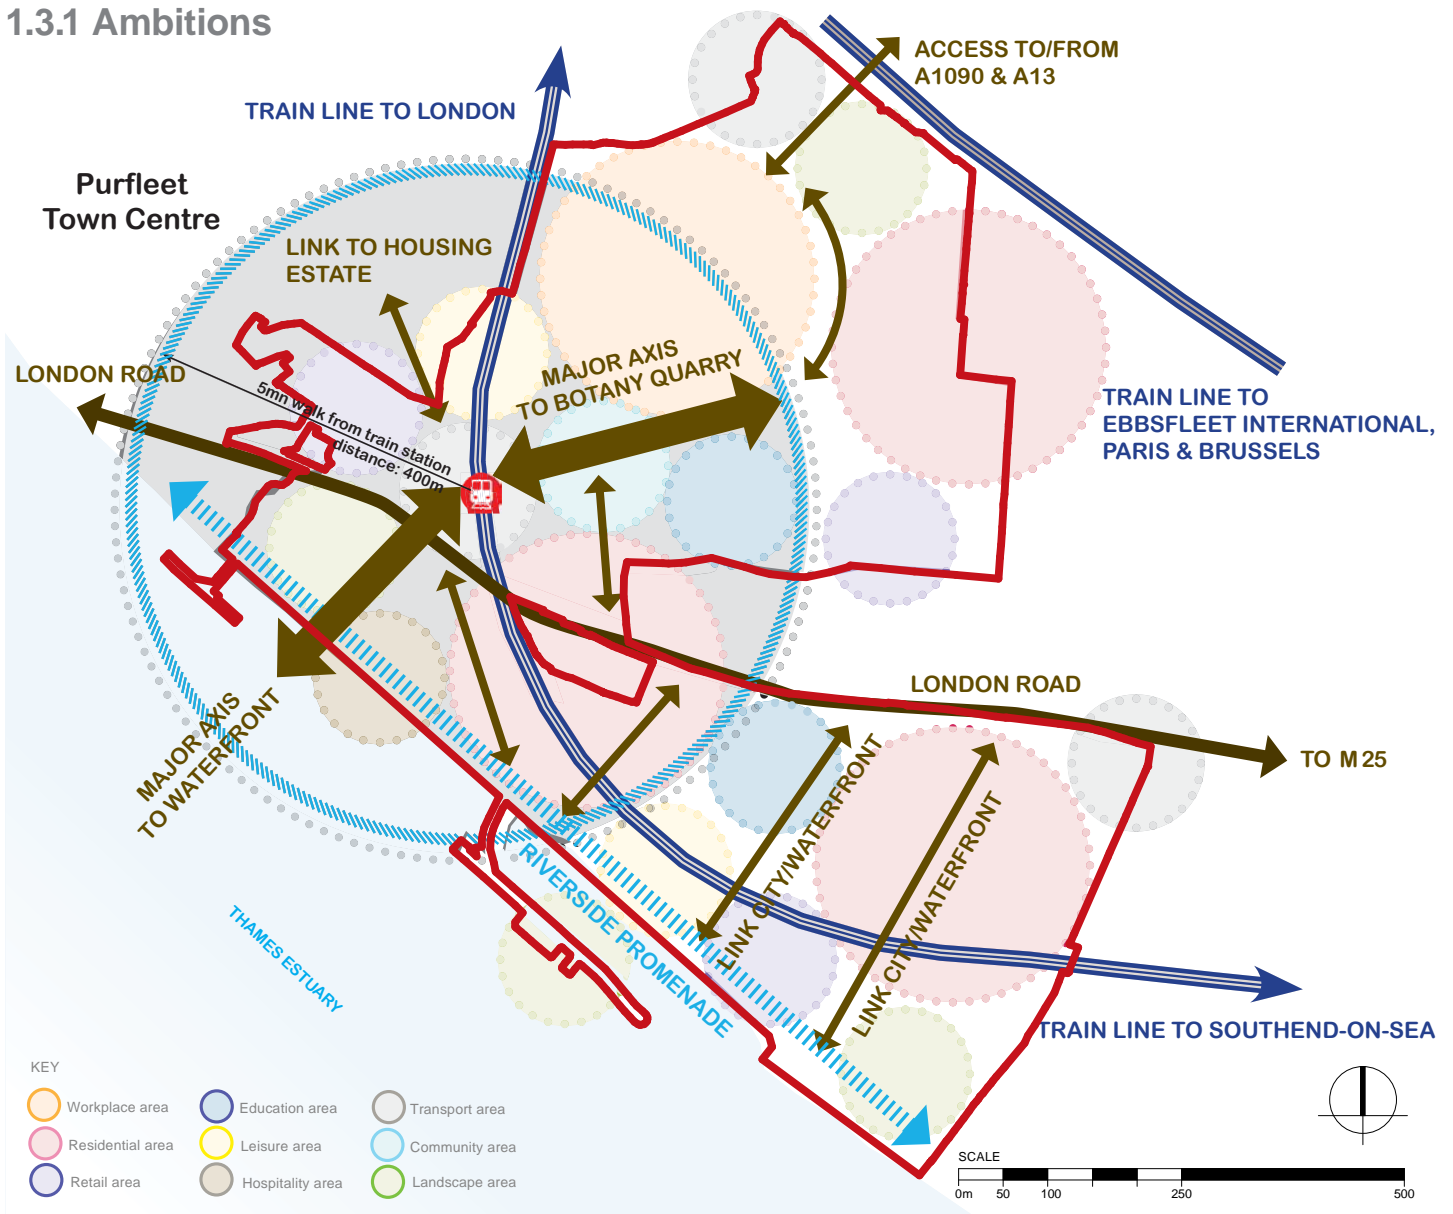 1.3.1 Ambitions
ACCESS TO/FROM
A1090 & A13
TRAIN LINE TO LONDON
Purfleet
Town Centre
LINK TO HOUSING
ESTATE
MAJOR AXIS
TO BOTANY QUARRY
LONDON ROAD
5mn walk from train station
distance: 400m
TRAIN LINE TO
EBBSFLEET INTERNATIONAL,
PARIS & BRUSSELS
LONDON ROAD
TO M25
MAJOR AXIS
TO WATERFRONT
LINK CITY/WATERFRONT
LINK CITY/WATERFRONT
RIVERSIDE PROMENADE
THAMES ESTUARY
TRAIN LINE TO SOUTHEND-ON-SEA
KEY
Workplace area
Education area
Transport area
Residential area
Leisure area
Community area
Retail area
Hospitality area
Landscape area
SCALE
0m 50 100 250 500